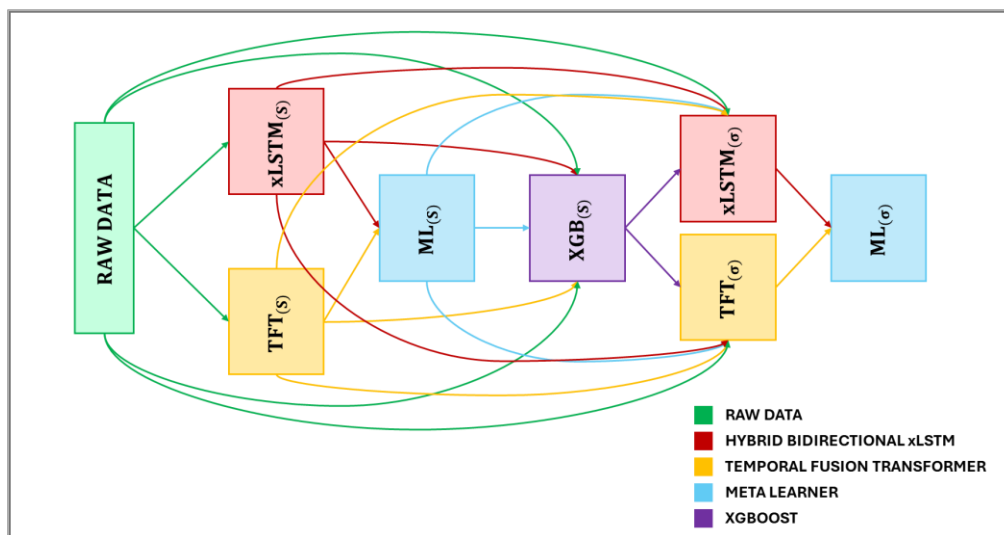 RAW DATA
xLSTM(S)
TFT(S)
ML(S)
XGB(S)
xLSTM(σ)
TFT(σ)
ML(σ)
RAW DATA
HYBRID BIDIRECTIONAL xLSTM
TEMPORAL FUSION TRANSFORMER
META LEARNER
XGBOOST